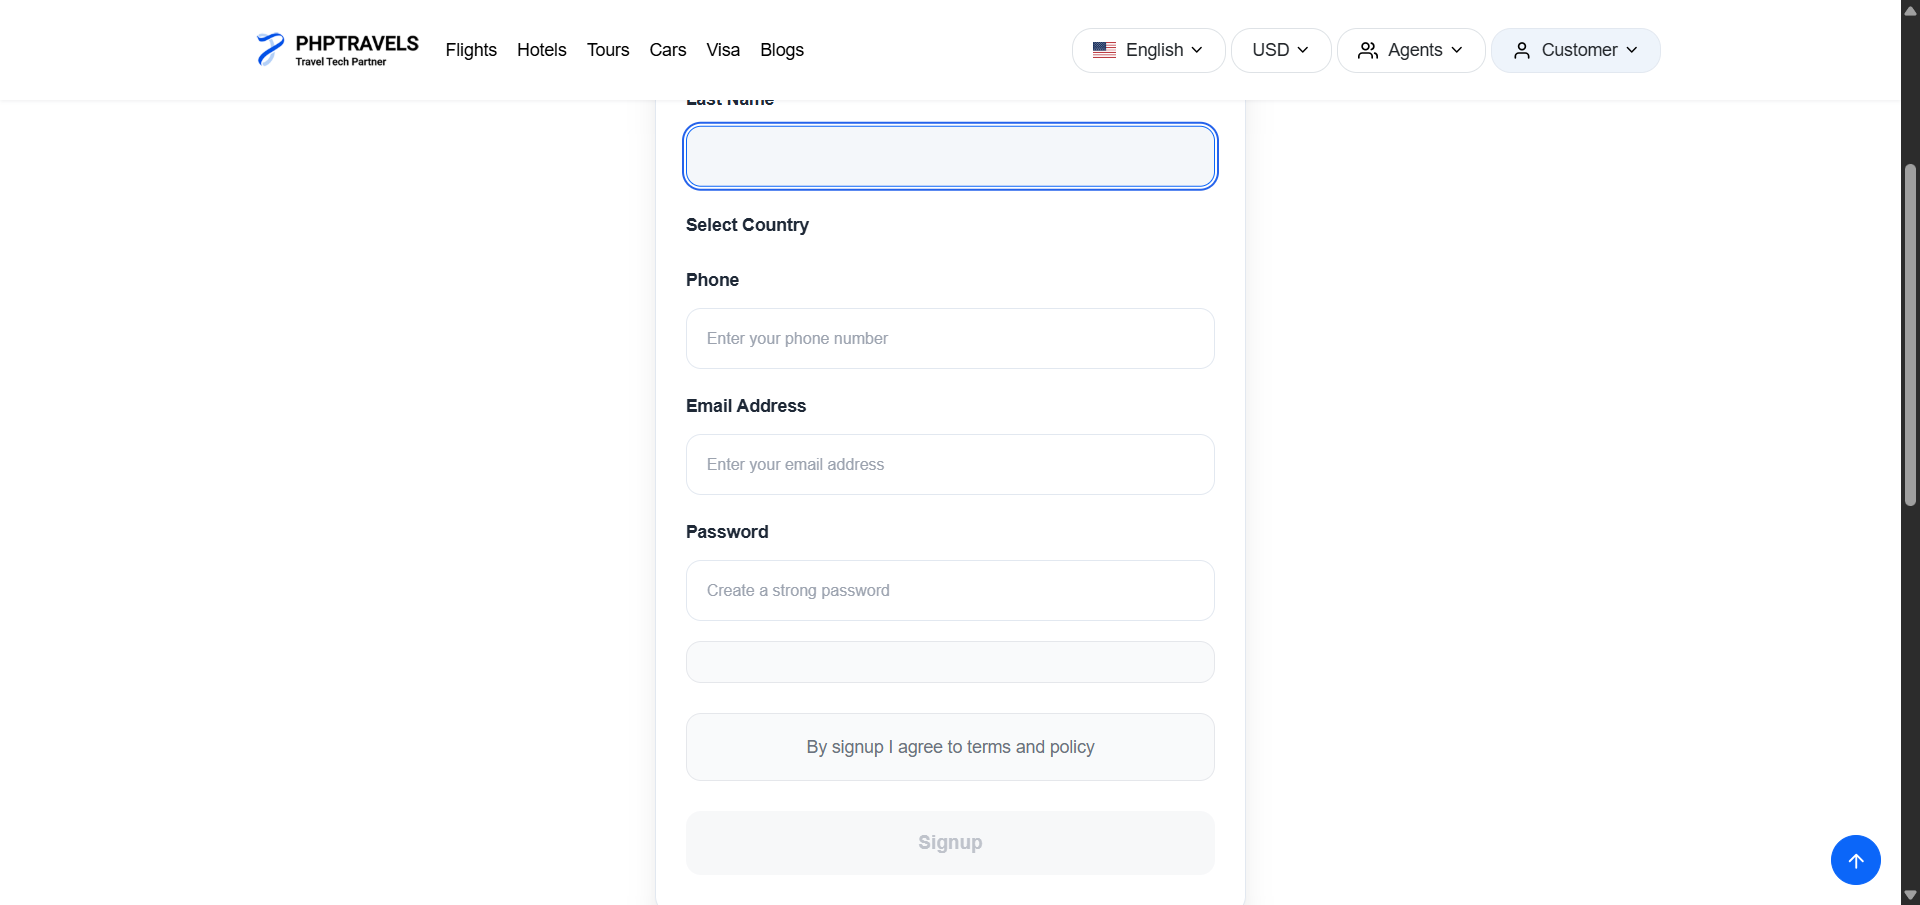 PHPTRAVELS
Travel Tech Partner
Flights Hotels Tours Cars Visa Blogs
English USD Agents Customer
Last Name
Select Country
Phone
Enter your phone number
Email Address
Enter your email address
Password
Create a strong password
By signup I agree to terms and policy
Signup